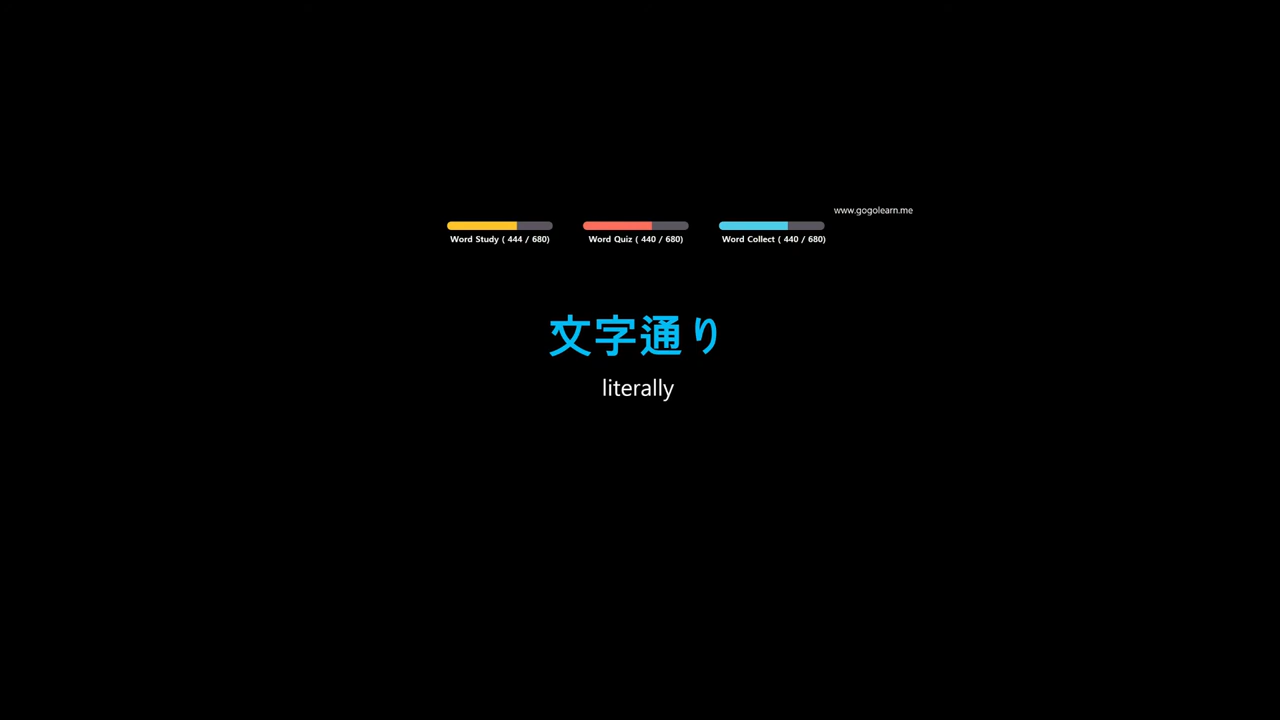 www.gogolearn.me
Word Study ( 444 / 680)
Word Quiz ( 440 / 680)
Word Collect ( 440 / 680)
文字通り
literally